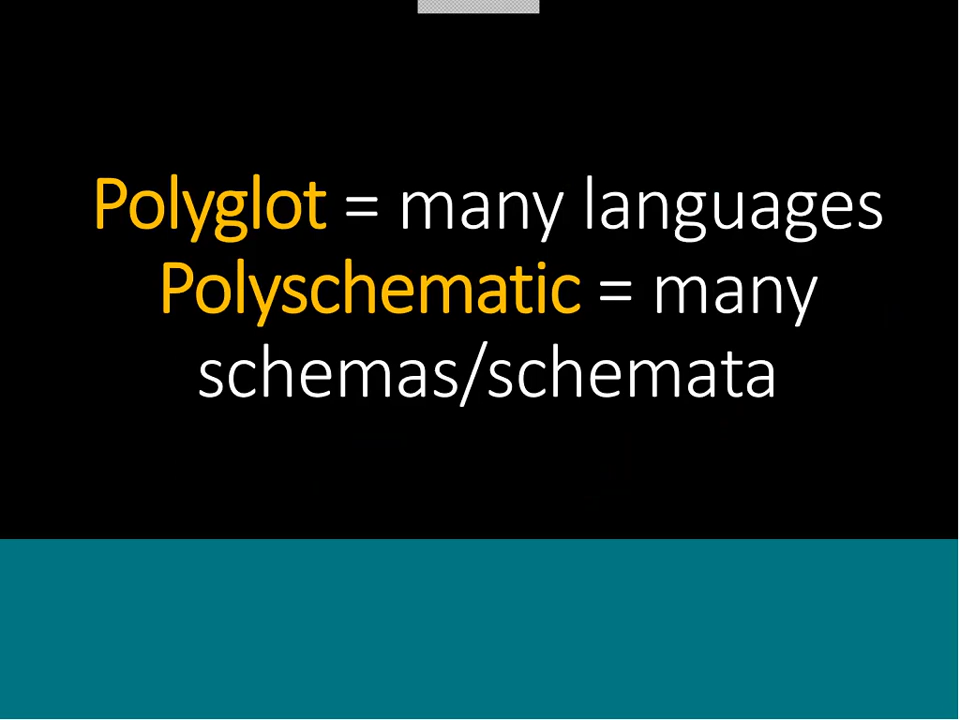 Polyglot = many languages
Polyschematic = many
schemas/schemata